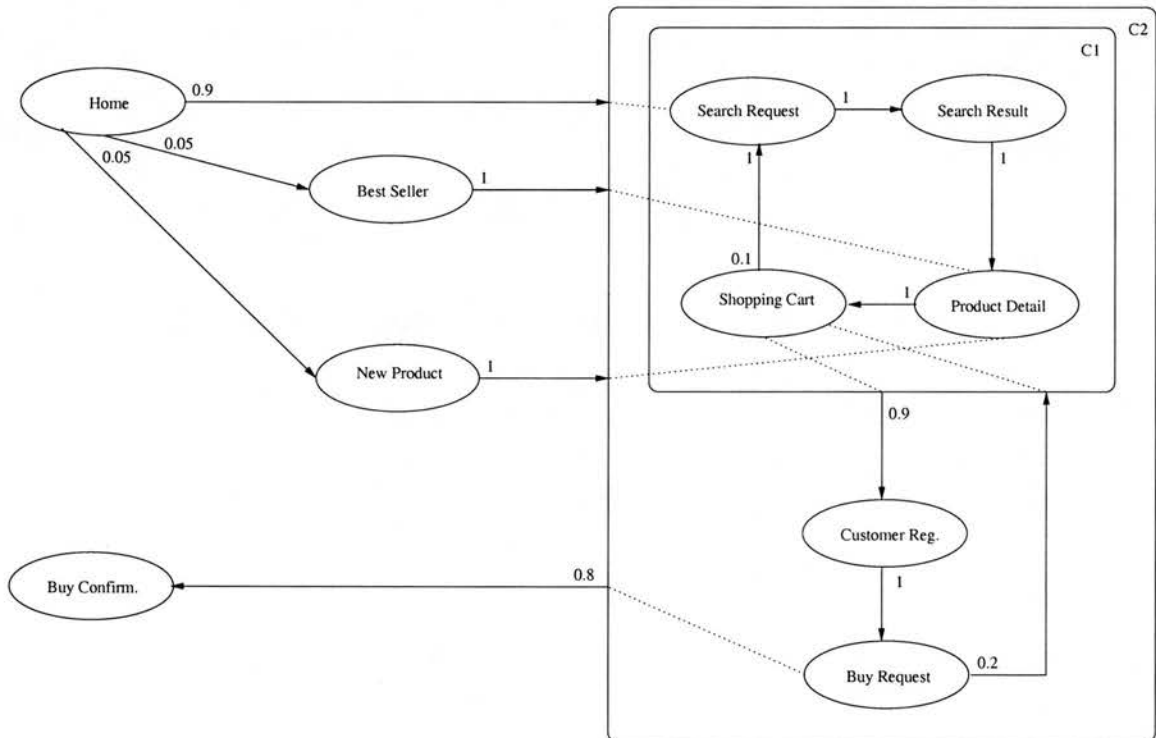 C2
C1
Home
0.9
Search Request
1
Search Result
0.05
0.05
1
1
Best Seller
1
0.1
Shopping Cart
1
Product Detail
New Product
1
0.9
Customer Reg.
Buy Confirm.
0.8
1
Buy Request
0.2